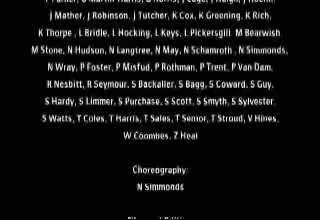 J Mather, J Robinson, J Tutcher, K Cox, K Greening, K Rich,
K Thorpe, L Bridle, L Hocking, L Keys, L Pickersgill, M Bearwish
M Stone, N Hudson, N Langtree, N May, N Schamroth, N Simmonds,
N Wray, P Foster, P Misfud, P Rothman, P Trent, P Van Dam,
R Nesbitt, R Seymour, S Backaller, S Bagg, S Coward, S Guy,
S Hardy, S Limmer, S Purchase, S Scott, S Smyth, S Sylvester
S Watts, T Coles, T Harris, T Sales, T Senior, T Stroud, V Hines,
W Coombes, Z Heal
Choreography:
N Simmonds